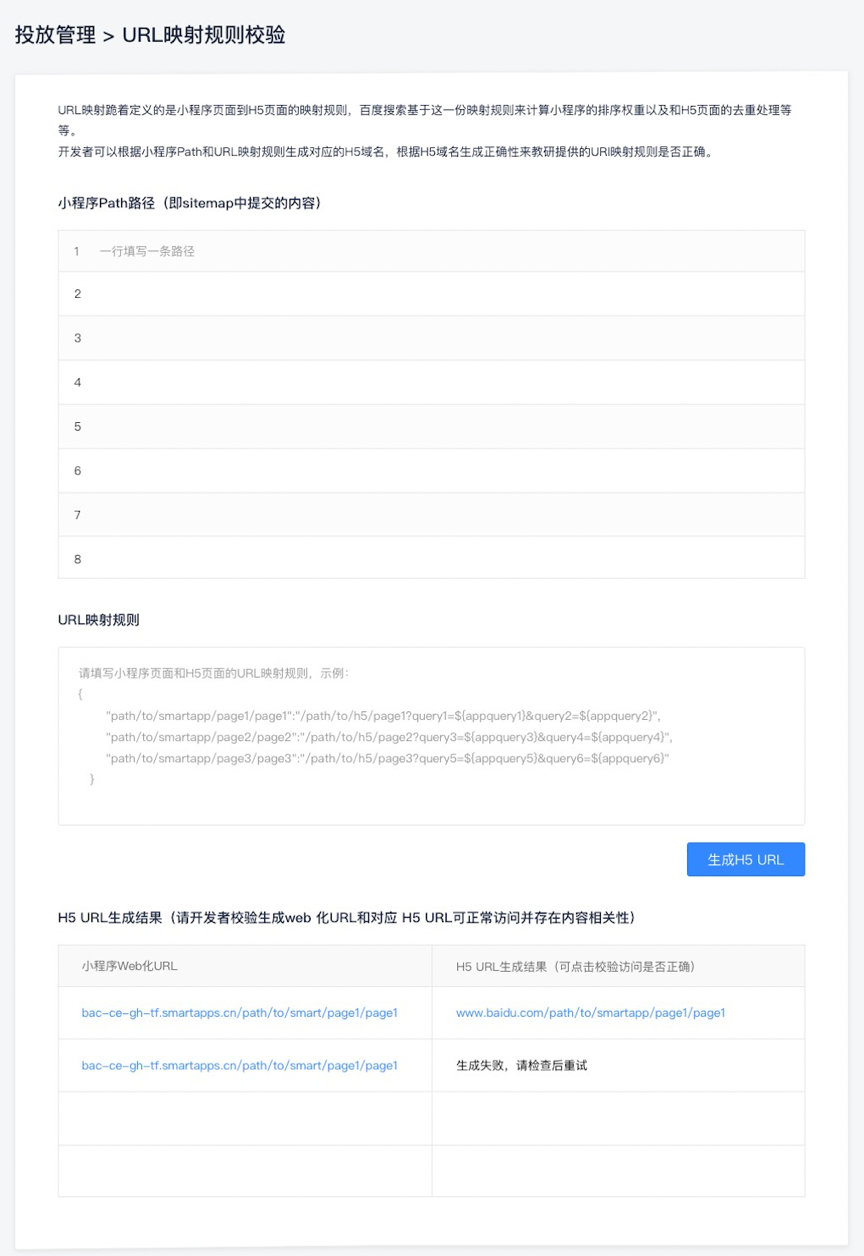 投放管理 > URL映射规则校验
URL映射跪着定义的是小程序页面到H5页面的映射规则，百度搜索基于这一份映射规则来计算小程序的排序权重以及和H5页面的去重处理等
等。
开发者可以根据小程序Path和URL映射规则生成对应的H5域名，根据H5域名生成正确性来教研提供的URl映射规则是否正确。
小程序Path路径（即sitemap中提交的内容）
1 一行填写一条路径
2
3
4
5
6
7
8
URL映射规则
请填写小程序页面和H5页面的URL映射规则，示例：
{
"path/to/smartapp/page1/page1":"/path/to/h5/page1?query1=${appquery1}&query2=${appquery2}",
"path/to/smartapp/page2/page2":"/path/to/h5/page2?query3=${appquery3}&query4=${appquery4}",
"path/to/smartapp/page3/page3":"/path/to/h5/page3?query5=${appquery5}&query6=${appquery6}"
}
生成H5 URL
H5 URL生成结果（请开发者校验生成web 化URL和对应 H5 URL可正常访问并存在内容相关性）
小程序Web化URL H5 URL生成结果（可点击校验访问是否正确）
bac-ce-gh-tf.smartapps.cn/path/to/smart/page1/page1 www.baidu.com/path/to/smartapp/page1/page1
bac-ce-gh-tf.smartapps.cn/path/to/smart/page1/page1 生成失败，请检查后重试